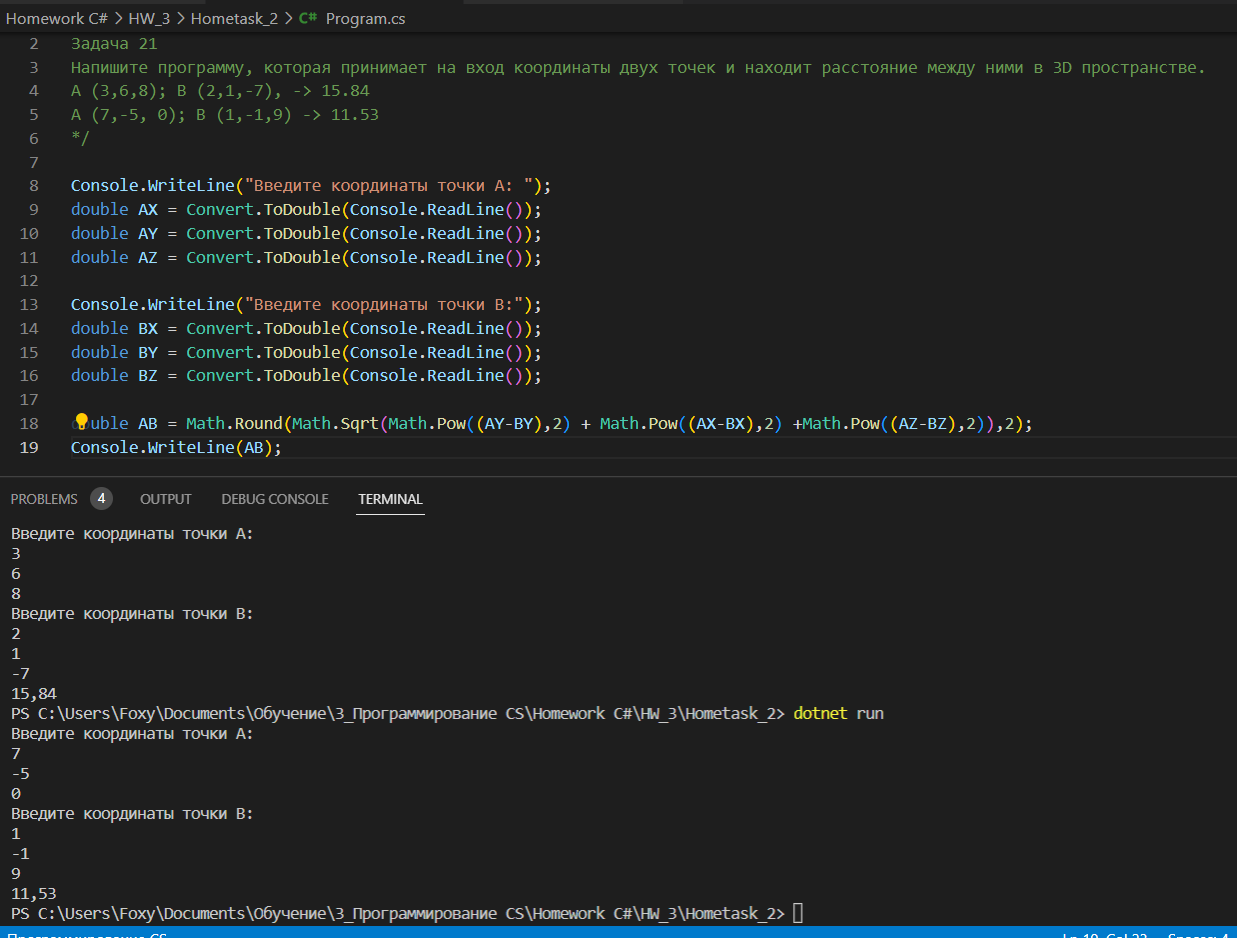 Homework C# > HW_3 > Hometask_2 > C# Program.cs
2 Задача 21
3 Напишите программу, которая принимает на вход координаты двух точек и находит расстояние между ними в 3D пространстве.
4 A (3,6,8); B (2,1,-7), -> 15.84
5 A (7,-5, 0); B (1,-1,9) -> 11.53
6 */
7
8 Console.WriteLine("Введите координаты точки А: ");
9 double AX = Convert.ToDouble(Console.ReadLine());
10 double AY = Convert.ToDouble(Console.ReadLine());
11 double AZ = Convert.ToDouble(Console.ReadLine());
12
13 Console.WriteLine("Введите координаты точки В:");
14 double BX = Convert.ToDouble(Console.ReadLine());
15 double BY = Convert.ToDouble(Console.ReadLine());
16 double BZ = Convert.ToDouble(Console.ReadLine());
17
18 uble AB = Math.Round(Math.Sqrt(Math.Pow((AY-BY),2) + Math.Pow((AX-BX),2) +Math.Pow((AZ-BZ),2)),2);
19 Console.WriteLine(AB);
PROBLEMS 4 OUTPUT DEBUG CONSOLE TERMINAL
Введите координаты точки А:
3
6
8
Введите координаты точки В:
2
1
-7
15,84
PS C:\Users\Foxy\Documents\Обучение\3_Программирование CS\Homework C#\HW_3\Hometask_2> dotnet run
Введите координаты точки А:
7
-5
0
Введите координаты точки В:
1
-1
9
11,53
PS C:\Users\Foxy\Documents\Обучение\3_Программирование CS\Homework C#\HW_3\Hometask_2>